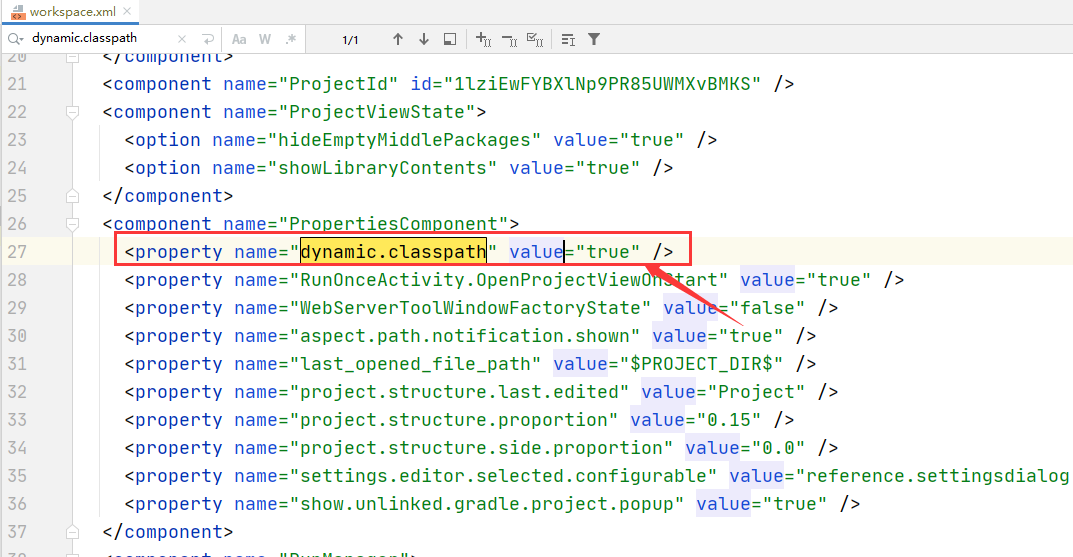 workspace.xml
dynamic.classpath
Aa W .* 1/1
20 </component>
21 <component name="ProjectId" id="1lziEwFYBXlNp9PR85UWMXvBMKS" />
22 <component name="ProjectViewState">
23 <option name="hideEmptyMiddlePackages" value="true" />
24 <option name="showLibraryContents" value="true" />
25 </component>
26 <component name="PropertiesComponent">
27 <property name="dynamic.classpath" value="true" />
28 <property name="RunOnceActivity.OpenProjectViewOnStart" value="true" />
29 <property name="WebServerToolWindowFactoryState" value="false" />
30 <property name="aspect.path.notification.shown" value="true" />
31 <property name="last_opened_file_path" value="$PROJECT_DIR$" />
32 <property name="project.structure.last.edited" value="Project" />
33 <property name="project.structure.proportion" value="0.15" />
34 <property name="project.structure.side.proportion" value="0.0" />
35 <property name="settings.editor.selected.configurable" value="reference.settingsdialog
36 <property name="show.unlinked.gradle.project.popup" value="true" />
37 </component>
38 <component name="RunManager">